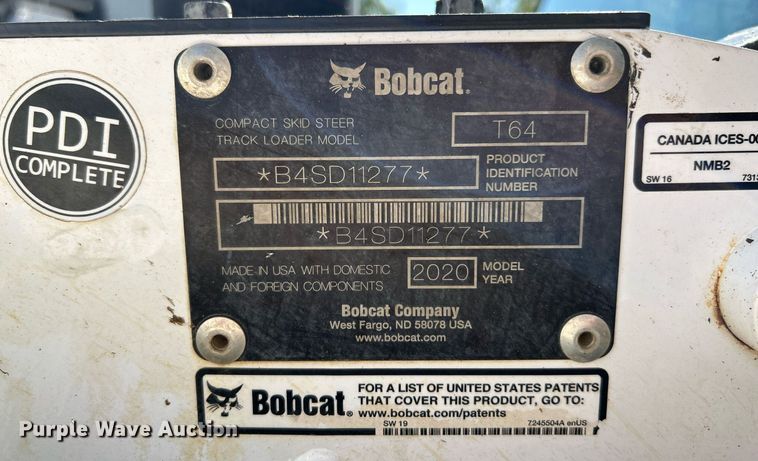 Bobcat®
COMPACT SKID STEER
TRACK LOADER MODEL
T64
*B4SD11277*
PRODUCT
IDENTIFICATION
NUMBER
*B4SD11277*
MADE IN USA WITH DOMESTIC
AND FOREIGN COMPONENTS
2020
MODEL
YEAR
Bobcat Company
West Fargo, ND 58078 USA
www.bobcat.com
PDI
COMPLETE
CANADA ICES-00
NMB2
SW 16
731
Bobcat®
FOR A LIST OF UNITED STATES PATENTS
THAT COVER THIS PRODUCT, GO TO:
www.bobcat.com/patents
SW 19
7245504A enUS
Purple Wave Auction